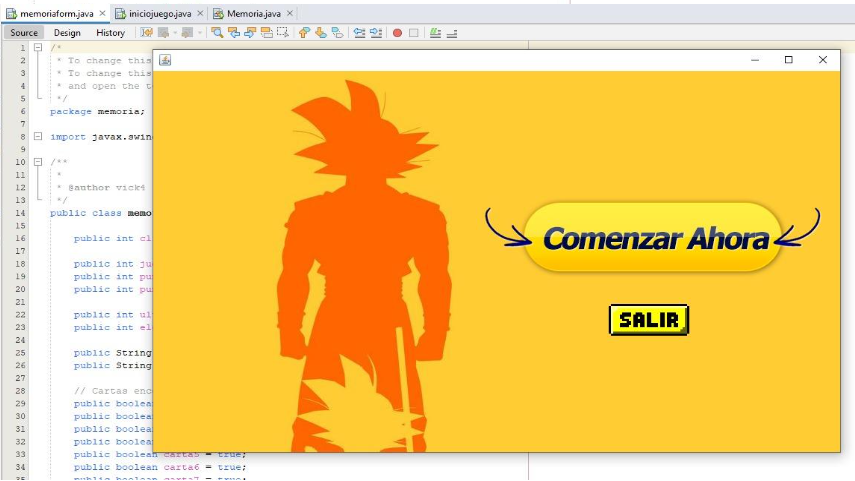 memoriaform.java
iniciojuego.java
Memoria.java
Source
Design
History
1 /*
2 * To change this
3 * To change this
4 * and open the t
5 */
6 package memoria;
7
8 import javax.swin
9
10 /**
11 *
12 * @author vick4
13 */
14 public class memo
15
16 public int cl
17
18 public int ju
19 public int pu
20 public int pu
21
22 public int ul
23 public int el
24
25 public String
26 public String
27
28 // Cartas enc
29 public boolea
30 public boolea
31 public boolea
32 public boolea
33 public boolean carta5 = true;
34 public boolean carta6 = true;
35 public boolean carta7 = true;
Comenzar Ahora
SALIR